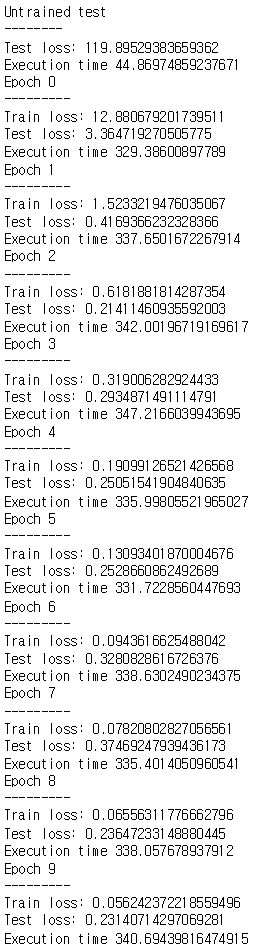 Untrained test
--------
Test loss: 119.89529383659362
Execution time 44.86974859237671
Epoch 0
---------
Train loss: 12.880679201739511
Test loss: 3.364719270505775
Execution time 329.38600897789
Epoch 1
---------
Train loss: 1.5233219476035067
Test loss: 0.4169366232328366
Execution time 337.6501672267914
Epoch 2
---------
Train loss: 0.6181881814287354
Test loss: 0.21411460935592003
Execution time 342.00196719169617
Epoch 3
---------
Train loss: 0.319006282924433
Test loss: 0.2934871491114791
Execution time 347.2166039943695
Epoch 4
---------
Train loss: 0.19099126521426568
Test loss: 0.25051541904840635
Execution time 335.99805521965027
Epoch 5
---------
Train loss: 0.13093401870004676
Test loss: 0.2528660862492689
Execution time 331.7228560447693
Epoch 6
---------
Train loss: 0.0943616625488042
Test loss: 0.3280828616726376
Execution time 338.6302490234375
Epoch 7
---------
Train loss: 0.07820802827056561
Test loss: 0.37469247939436173
Execution time 335.4014050960541
Epoch 8
---------
Train loss: 0.06556311776662796
Test loss: 0.23647233148880445
Execution time 338.057678937912
Epoch 9
---------
Train loss: 0.056242372218559496
Test loss: 0.23140714297069281
Execution time 340.69439816474915